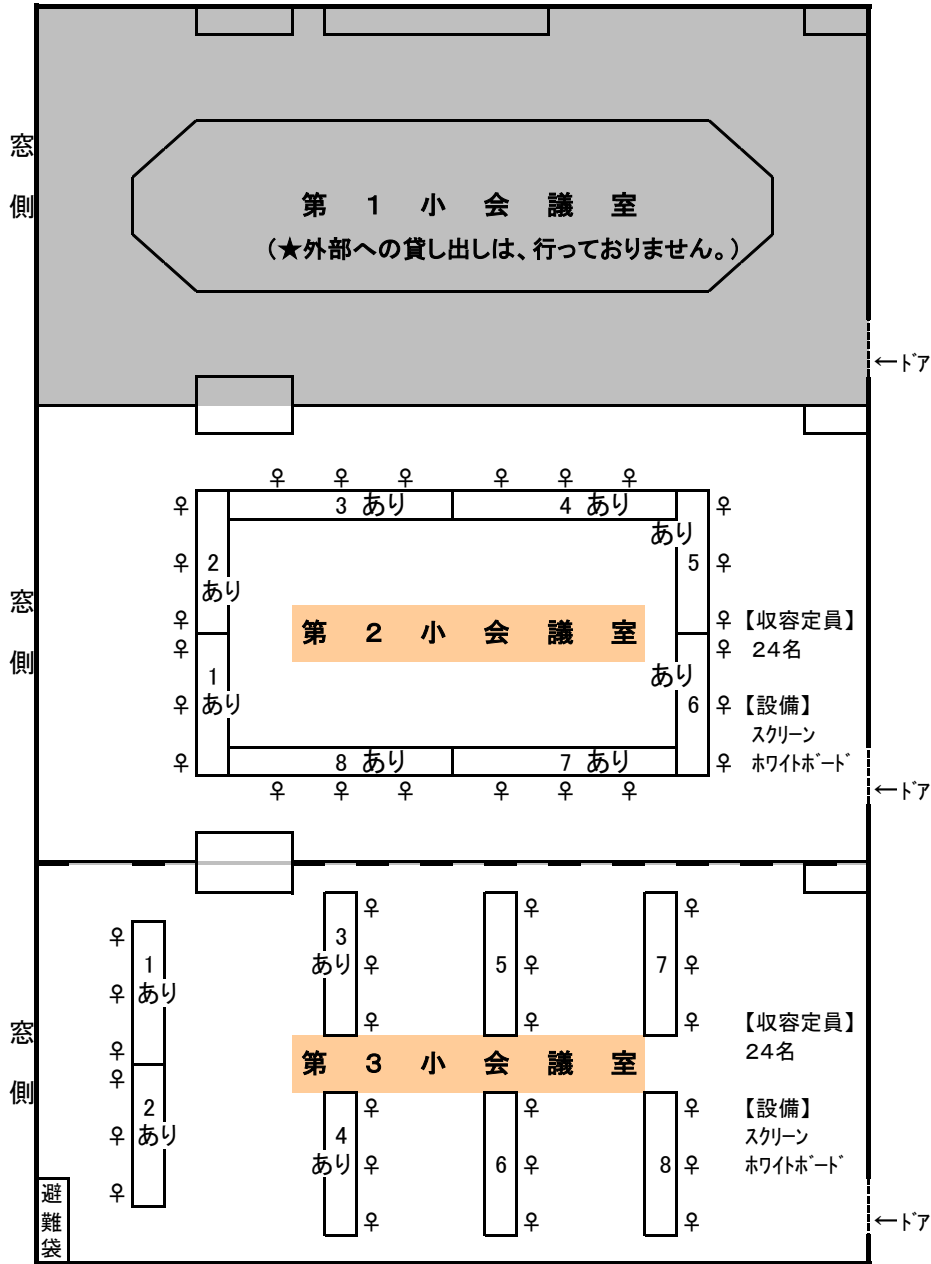 窓側
第１小会議室
（★外部への貸し出しは、行っておりません。）
←ﾄﾞｱ
窓側
3 あり
4 あり
2
あり
あり
5
第２小会議室
【収容定員】
24名
1
あり
あり
6
【設備】
ｽｸﾘｰﾝ
ﾎﾜｲﾄﾎﾞｰﾄﾞ
8 あり
7 あり
←ﾄﾞｱ
窓側
1
あり
3
あり
5
7
第３小会議室
【収容定員】
24名
2
あり
4
あり
6
8
【設備】
ｽｸﾘｰﾝ
ﾎﾜｲﾄﾎﾞｰﾄﾞ
避難袋
←ﾄﾞｱ